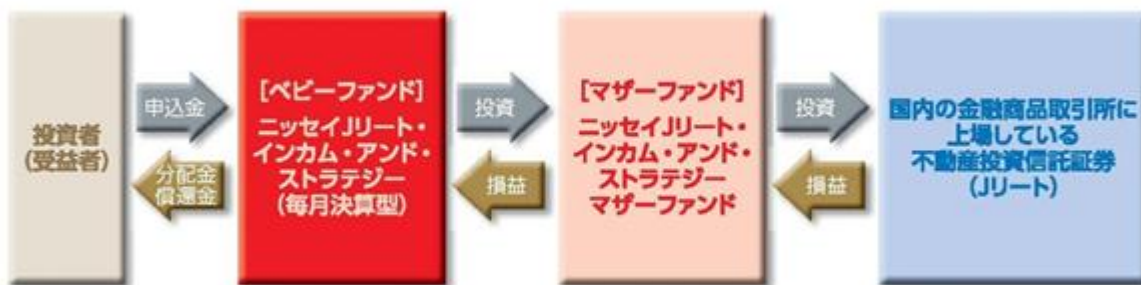 投資者
(受益者)
申込金
分配金
償還金
[ベビーファンド]
ニッセイJリート・
インカム・アンド・
ストラテジー
(毎月決算型)
投資
損益
[マザーファンド]
ニッセイJリート・
インカム・アンド・
ストラテジー
マザーファンド
投資
損益
国内の金融商品取引所に
上場している
不動産投資信託証券
(Jリート)